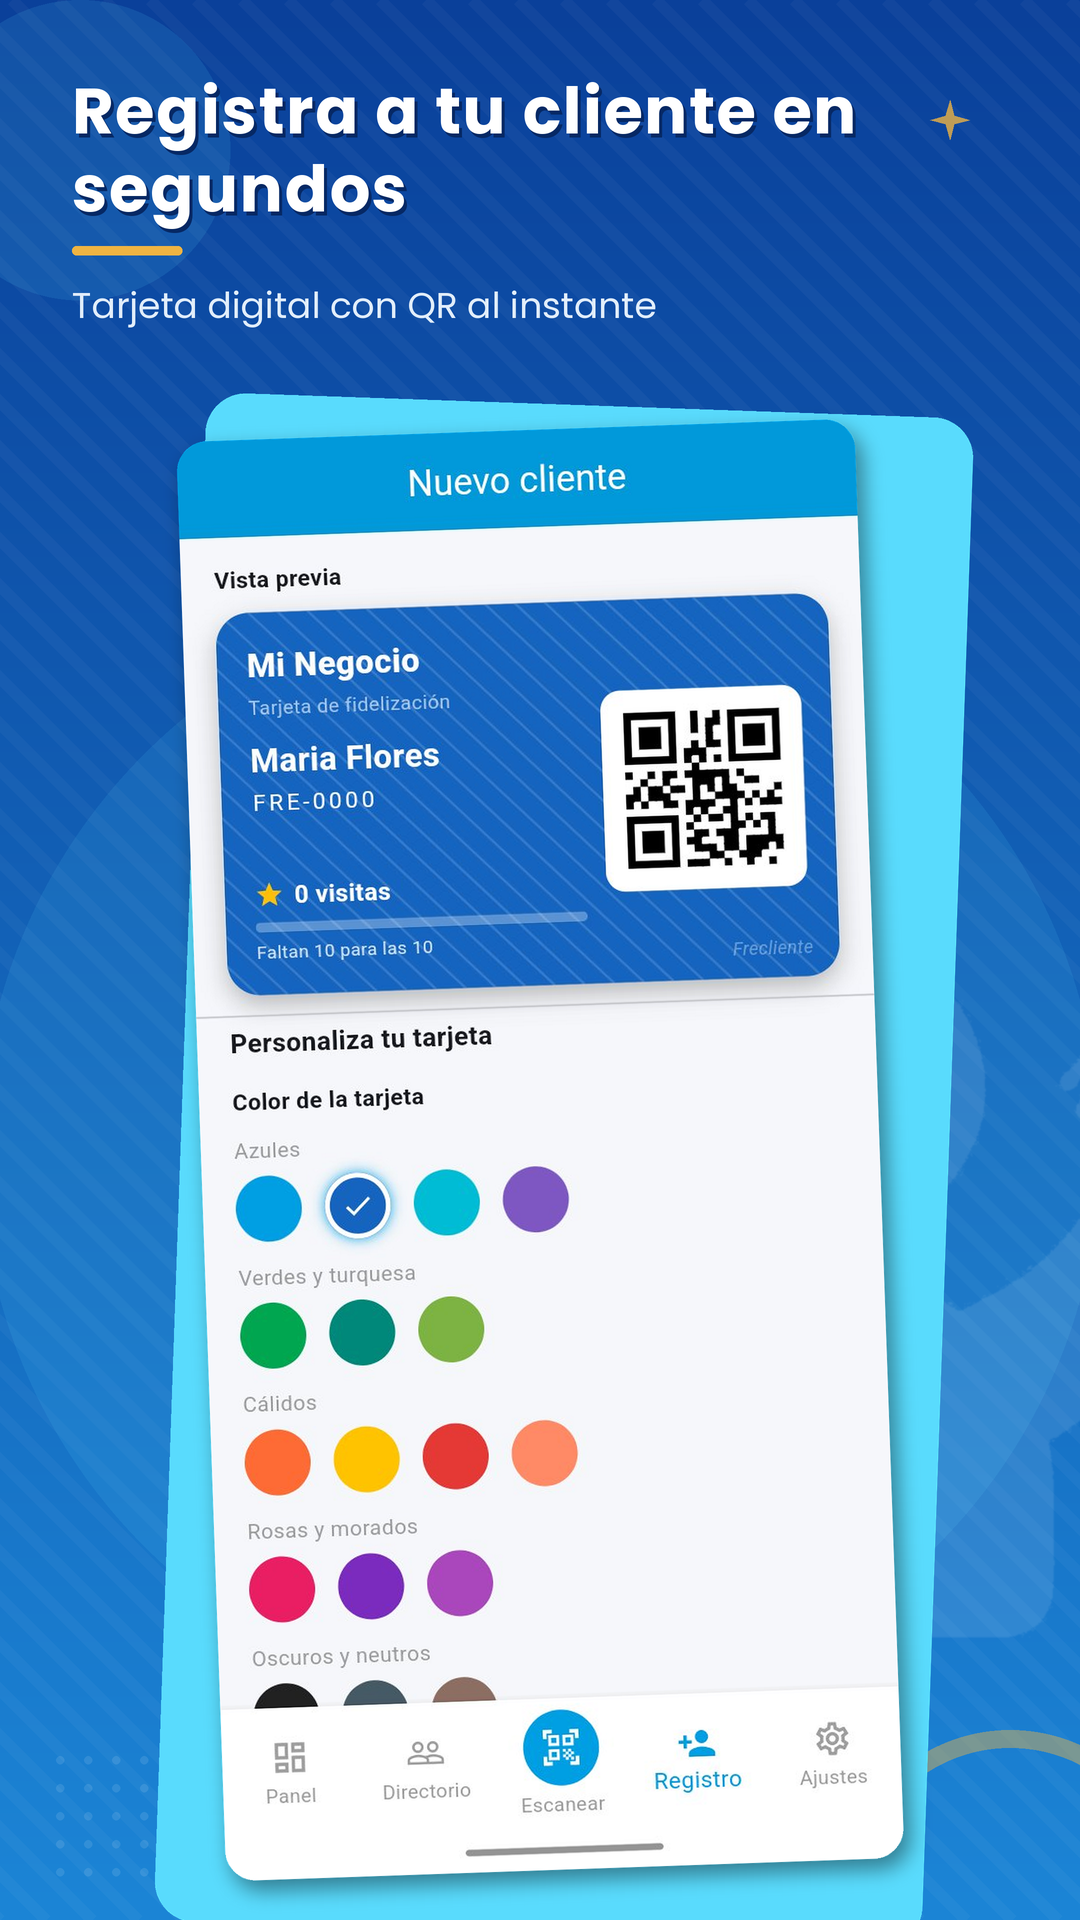 Registra a tu cliente en
segundos
Tarjeta digital con QR al instante
Nuevo cliente
Vista previa
Mi Negocio
Tarjeta de fidelización
Maria Flores
FRE-0000
0 visitas
Faltan 10 para las 10
Frecliente
Personaliza tu tarjeta
Color de la tarjeta
Azules
Verdes y turquesa
Cálidos
Rosas y morados
Oscuros y neutros
Panel
Directorio
Escanear
Registro
Ajustes